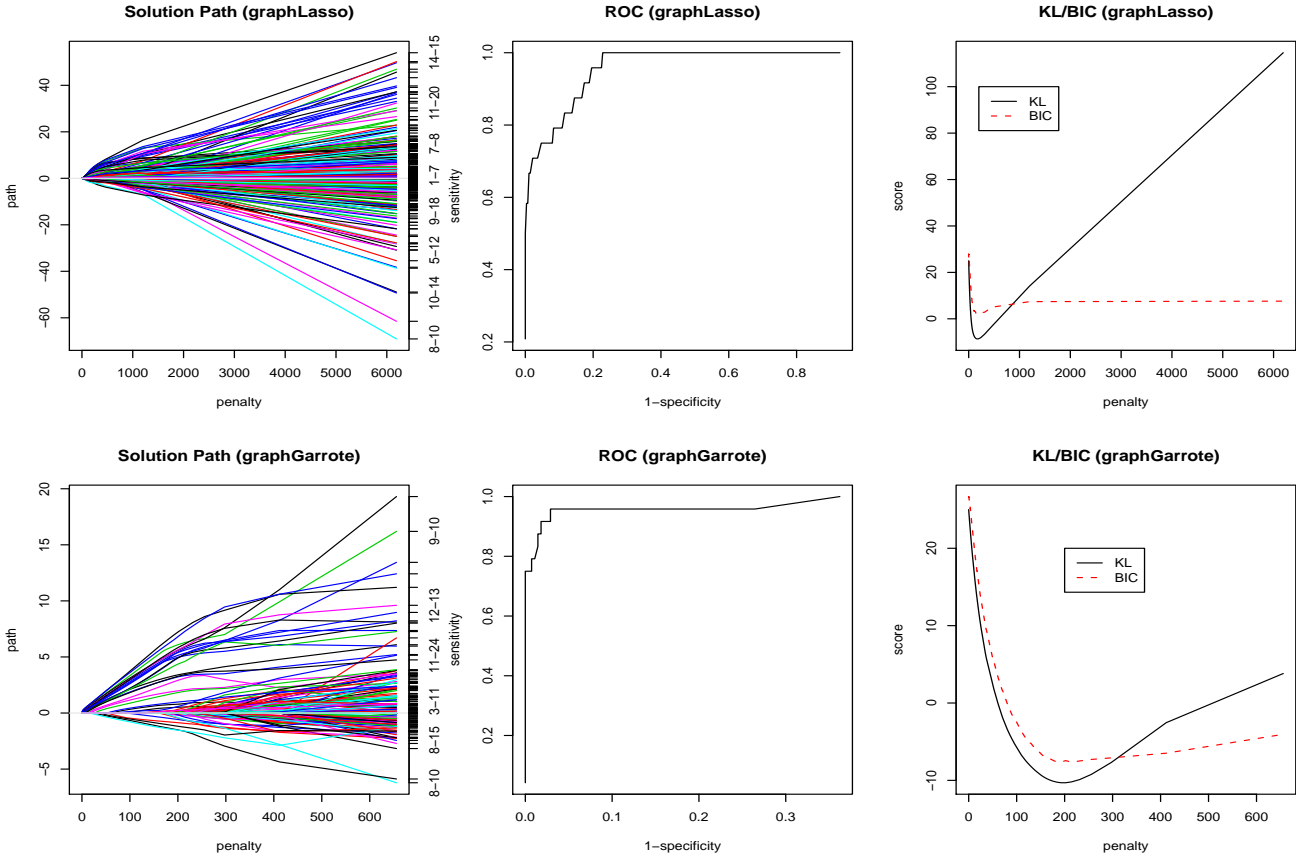 Solution Path (graphLasso)
path
−60 −40 −20 0 20 40
0 1000 2000 3000 4000 5000 6000
penalty
8−10 10−14 5−12 9−18 1−7 7−8 11−20 14−15
ROC (graphLasso)
sensitivity
0.2 0.4 0.6 0.8 1.0
0.0 0.2 0.4 0.6 0.8
1−specificity
KL/BIC (graphLasso)
score
0 20 40 60 80 100
KL
BIC
0 1000 2000 3000 4000 5000 6000
penalty
Solution Path (graphGarrote)
path
−5 0 5 10 15 20
0 100 200 300 400 500 600
penalty
8−10 8−15 3−11 11−24 12−13 9−10
ROC (graphGarrote)
sensitivity
0.2 0.4 0.6 0.8 1.0
0.0 0.1 0.2 0.3
1−specificity
KL/BIC (graphGarrote)
score
−10 0 10 20
KL
BIC
0 100 200 300 400 500 600
penalty